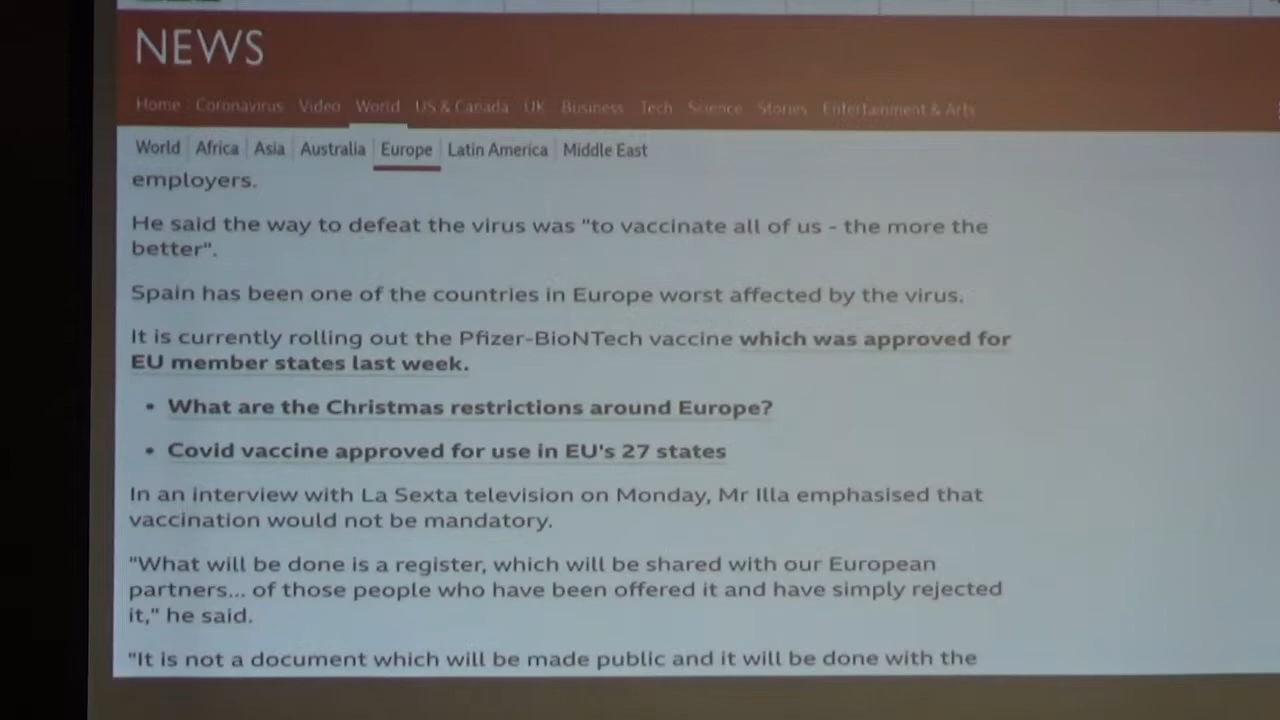 NEWS
Home Coronavirus Video World US & Canada UK Business Tech Science Stories Entertainment & Arts
World Africa Asia Australia Europe Latin America Middle East
employers.
He said the way to defeat the virus was "to vaccinate all of us - the more the
better".
Spain has been one of the countries in Europe worst affected by the virus.
It is currently rolling out the Pfizer-BioNTech vaccine which was approved for
EU member states last week.
• What are the Christmas restrictions around Europe?
• Covid vaccine approved for use in EU's 27 states
In an interview with La Sexta television on Monday, Mr Illa emphasised that
vaccination would not be mandatory.
"What will be done is a register, which will be shared with our European
partners... of those people who have been offered it and have simply rejected
it," he said.
"It is not a document which will be made public and it will be done with the